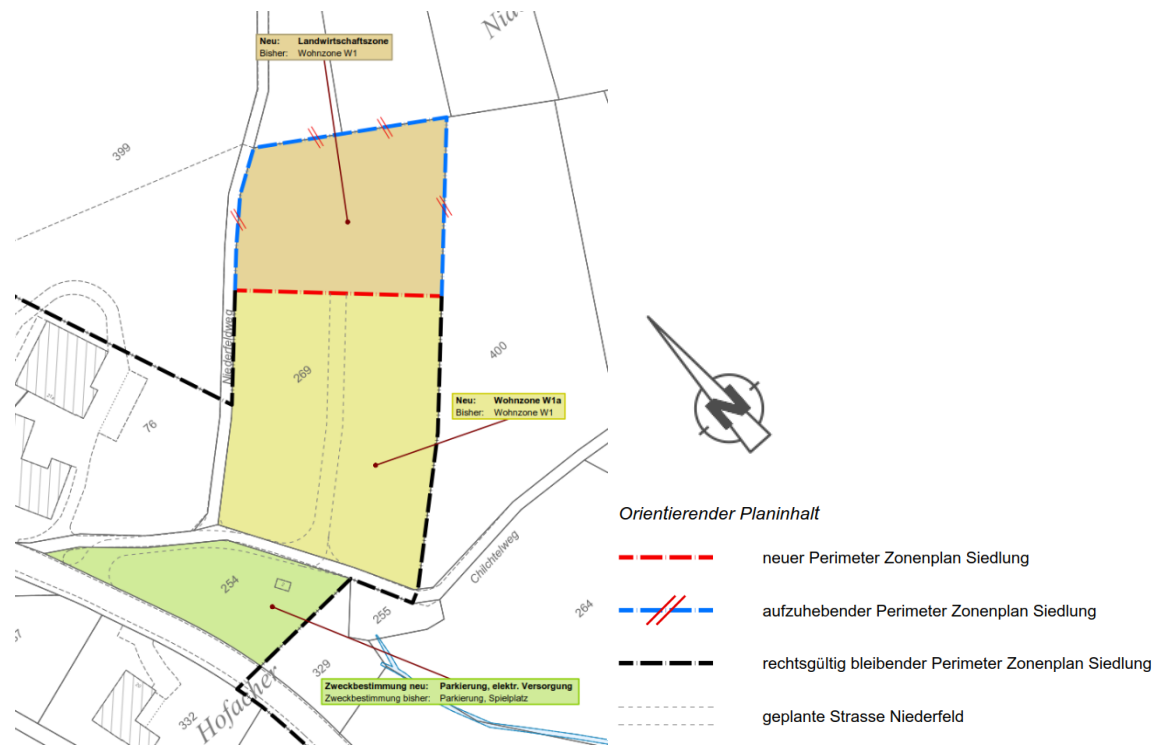 Nid
Neu: Landwirtschaftszone
Bisher: Wohnzone W1
399
Niederfeldweg
269
400
76
Neu: Wohnzone W1a
Bisher: Wohnzone W1
N
Chilchtelweg
254
255
264
329
Zweckbestimmung neu: Parkierung, elektr. Versorgung
Zweckbestimmung bisher: Parkierung, Spielplatz
332
Hofacher
Orientierender Planinhalt
neuer Perimeter Zonenplan Siedlung
aufzuhebender Perimeter Zonenplan Siedlung
rechtsgültig bleibender Perimeter Zonenplan Siedlung
geplante Strasse Niederfeld